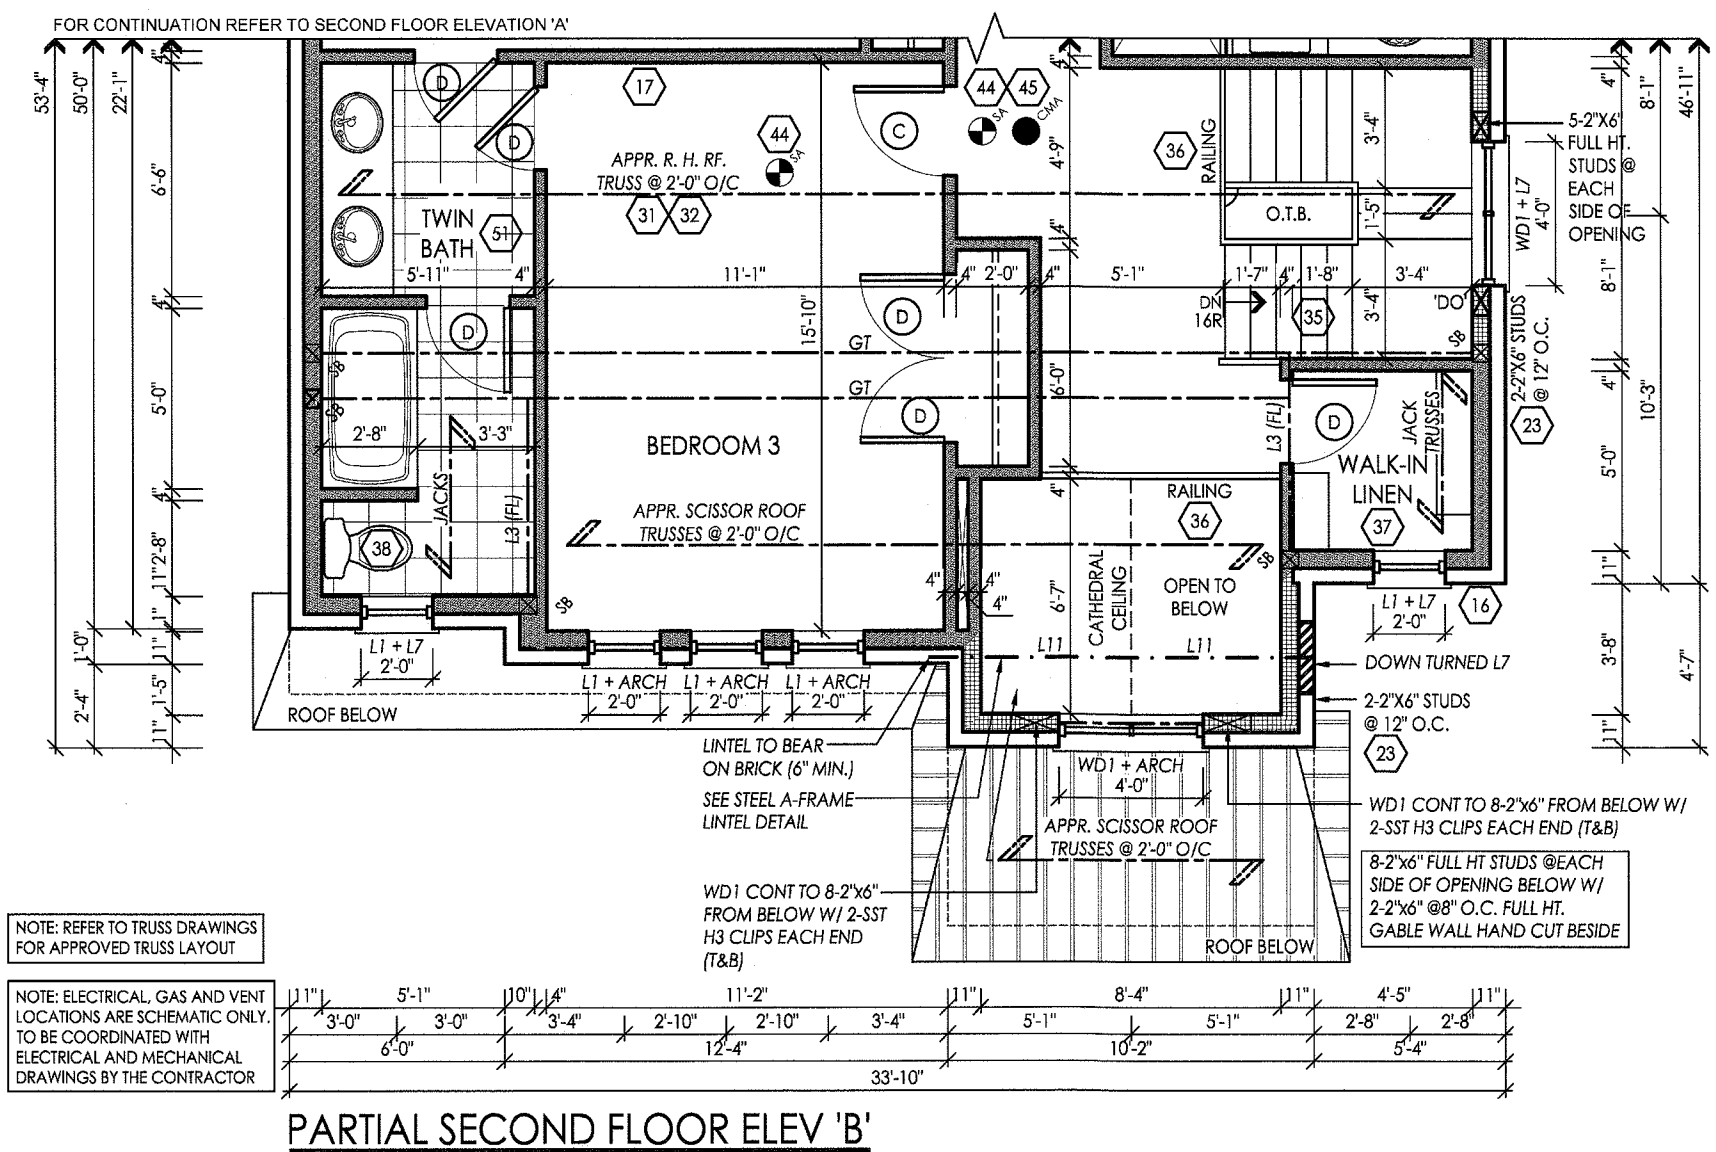 FOR CONTINUATION REFER TO SECOND FLOOR ELEVATION 'A'
53'-4"
50'-0"
22'-1"
4"
6'-6"
4"
5'-0"
4"
2'-8"
11"
1"
11"
1'-5"
11"
1'-0"
2'-4"
D
D
17
44
SA
C
44
45
SA
CMA
APPR. R. H. RF.
TRUSS @ 2'-0" O/C
31
32
TWIN
BATH
51
5'-11"
4"
11'-1"
4"
2'-0"
4"
5'-1"
1'-7"
4"
1'-8"
3'-4"
4"
4'-9"
4"
36
RAILING
3'-4"
O.T.B.
1'-5"
3'-4"
DN
16R
35
'DO'
SB
5-2"X6"
FULL HT.
STUDS @
EACH
SIDE OF
OPENING
WD1 + L7
4'-0"
4"
8'-1"
8'-1"
46'-11"
4"
10'-3"
5'-0"
11"
3'-8"
11"
4'-7"
2-2"X6" STUDS
@ 12" O.C.
23
D
D
D
15'-10"
GT
GT
SB
SB
2'-8"
3'-3"
BEDROOM 3
6'-0"
L3 (FL)
D
JACK
TRUSSES
WALK-IN
LINEN
37
JACKS
L3 (FL)
38
APPR. SCISSOR ROOF
TRUSSES @ 2'-0" O/C
4"
RAILING
36
SB
SB
4"
4"
4"
6'-7"
CATHEDRAL
CEILING
OPEN TO
BELOW
L11
L11
L1 + L7
2'-0"
16
L1 + L7
2'-0"
L1 + ARCH
2'-0"
L1 + ARCH
2'-0"
L1 + ARCH
2'-0"
DOWN TURNED L7
2-2"X6" STUDS
@ 12" O.C.
23
ROOF BELOW
LINTEL TO BEAR
ON BRICK (6" MIN.)
SEE STEEL A-FRAME
LINTEL DETAIL
WD1 + ARCH
4'-0"
APPR. SCISSOR ROOF
TRUSSES @ 2'-0" O/C
WD1 CONT TO 8-2"x6" FROM BELOW W/
2-SST H3 CLIPS EACH END (T&B)
8-2"x6" FULL HT STUDS @EACH
SIDE OF OPENING BELOW W/
2-2"x6" @8" O.C. FULL HT.
GABLE WALL HAND CUT BESIDE
WD1 CONT TO 8-2"x6"
FROM BELOW W/ 2-SST
H3 CLIPS EACH END
(T&B)
ROOF BELOW
NOTE: REFER TO TRUSS DRAWINGS
FOR APPROVED TRUSS LAYOUT
NOTE: ELECTRICAL, GAS AND VENT
LOCATIONS ARE SCHEMATIC ONLY.
TO BE COORDINATED WITH
ELECTRICAL AND MECHANICAL
DRAWINGS BY THE CONTRACTOR
11"
5'-1"
10"
4"
11'-2"
11"
8'-4"
11"
4'-5"
11"
3'-0"
3'-0"
3'-4"
2'-10"
2'-10"
3'-4"
5'-1"
5'-1"
2'-8"
2'-8"
6'-0"
12'-4"
10'-2"
5'-4"
33'-10"
PARTIAL SECOND FLOOR ELEV 'B'